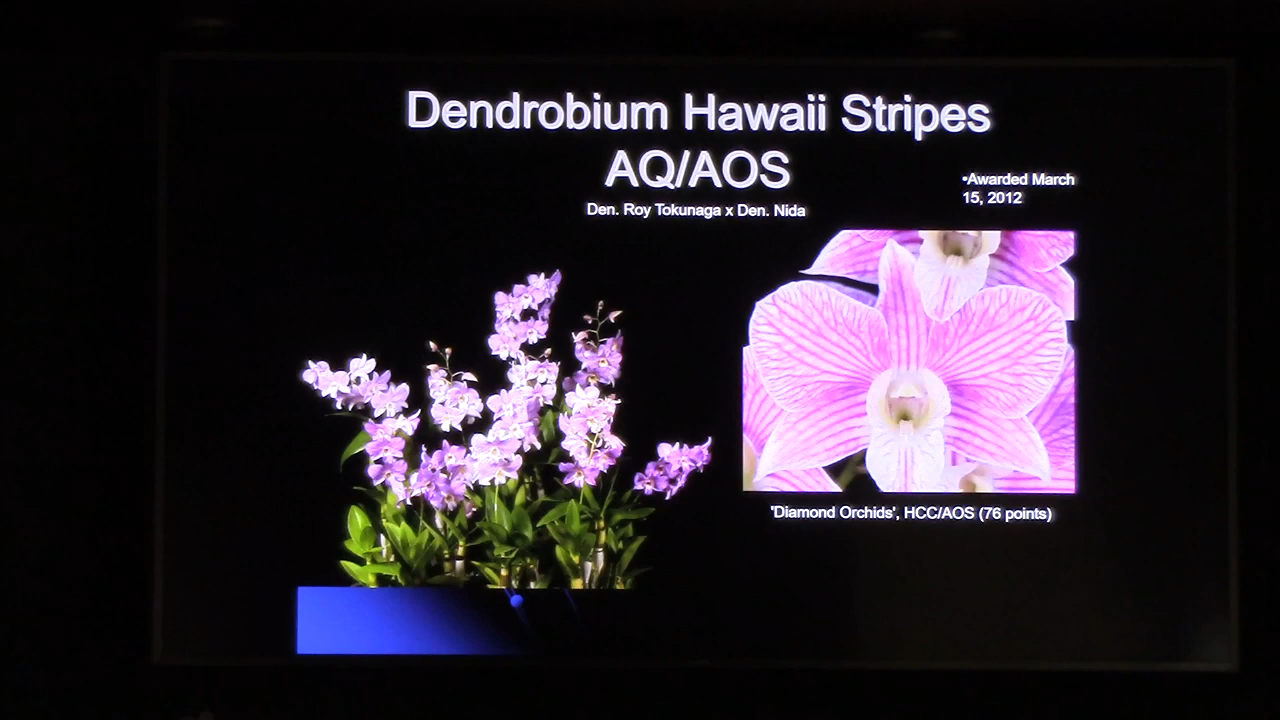 Dendrobium Hawaii Stripes
AQ/AOS
Den. Roy Tokunaga x Den. Nida
•Awarded March
15, 2012
'Diamond Orchids', HCC/AOS (76 points)